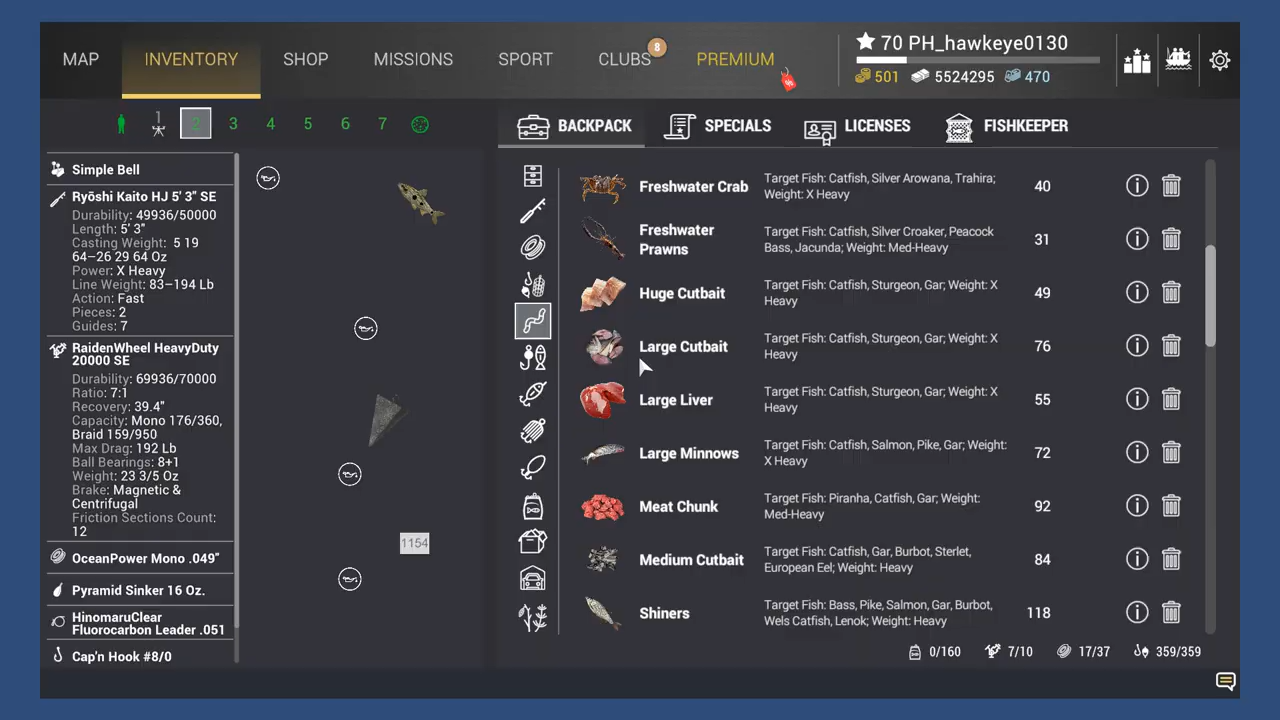 MAP
INVENTORY
SHOP
MISSIONS
SPORT
CLUBS
8
PREMIUM
70 PH_hawkeye0130
501
5524295
470
1
2
3
4
5
6
7
BACKPACK
SPECIALS
LICENSES
FISHKEEPER
Simple Bell
Ryōshi Kaito HJ 5' 3" SE
Durability: 49936/50000
Length: 5' 3"
Casting Weight: 5 19
64–26 29 64 Oz
Power: X Heavy
Line Weight: 83–194 Lb
Action: Fast
Pieces: 2
Guides: 7
RaidenWheel HeavyDuty
20000 SE
Durability: 69936/70000
Ratio: 7:1
Recovery: 39.4"
Capacity: Mono 176/360,
Braid 159/950
Max Drag: 192 Lb
Ball Bearings: 8+1
Weight: 23 3/5 Oz
Brake: Magnetic &
Centrifugal
Friction Sections Count:
12
OceanPower Mono .049"
Pyramid Sinker 16 Oz.
HinomaruClear
Fluorocarbon Leader .051
Cap'n Hook #8/0
1154
Freshwater Crab
Target Fish: Catfish, Silver Arowana, Trahira;
Weight: X Heavy
40
Freshwater
Prawns
Target Fish: Catfish, Silver Croaker, Peacock
Bass, Jacunda; Weight: Med-Heavy
31
Huge Cutbait
Target Fish: Catfish, Sturgeon, Gar; Weight: X
Heavy
49
Large Cutbait
Target Fish: Catfish, Sturgeon, Gar; Weight: X
Heavy
76
Large Liver
Target Fish: Catfish, Sturgeon, Gar; Weight: X
Heavy
55
Large Minnows
Target Fish: Catfish, Salmon, Pike, Gar; Weight:
X Heavy
72
Meat Chunk
Target Fish: Piranha, Catfish, Gar; Weight:
Med-Heavy
92
Medium Cutbait
Target Fish: Catfish, Gar, Burbot, Sterlet,
European Eel; Weight: Heavy
84
Shiners
Target Fish: Bass, Pike, Salmon, Gar, Burbot,
Wels Catfish, Lenok; Weight: Heavy
118
0/160
7/10
17/37
359/359